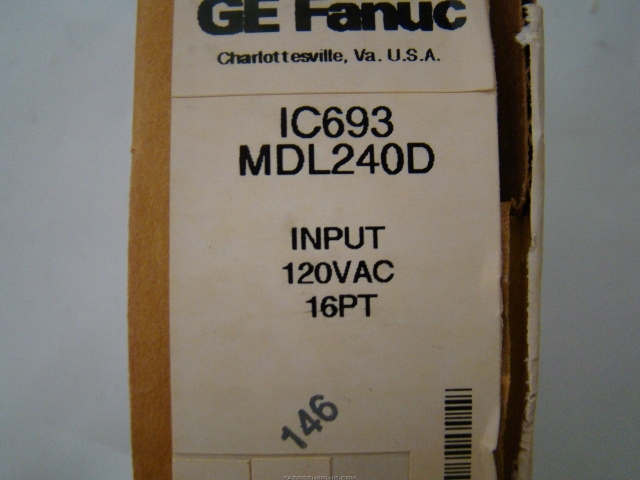 GE Fanuc
Charlottesville, Va. U.S.A.
IC693
MDL240D
INPUT
120VAC
16PT
146